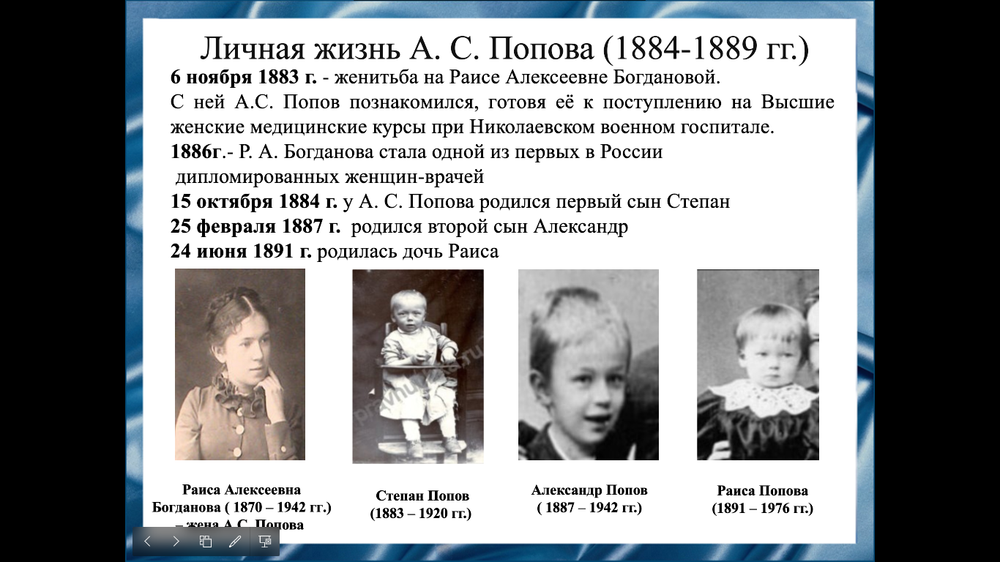 Личная жизнь А. С. Попова (1884-1889 гг.)
6 ноября 1883 г. - женитьба на Раисе Алексеевне Богдановой.
С ней А.С. Попов познакомился, готовя её к поступлению на Высшие
женские медицинские курсы при Николаевском военном госпитале.
1886г.- Р. А. Богданова стала одной из первых в России
дипломированных женщин-врачей
15 октября 1884 г. у А. С. Попова родился первый сын Степан
25 февраля 1887 г. родился второй сын Александр
24 июня 1891 г. родилась дочь Раиса
Раиса Алексеевна
Богданова ( 1870 – 1942 гг.)
– жена А.С. Попова
Степан Попов
(1883 – 1920 гг.)
Александр Попов
( 1887 – 1942 гг.)
Раиса Попова
(1891 – 1976 гг.)